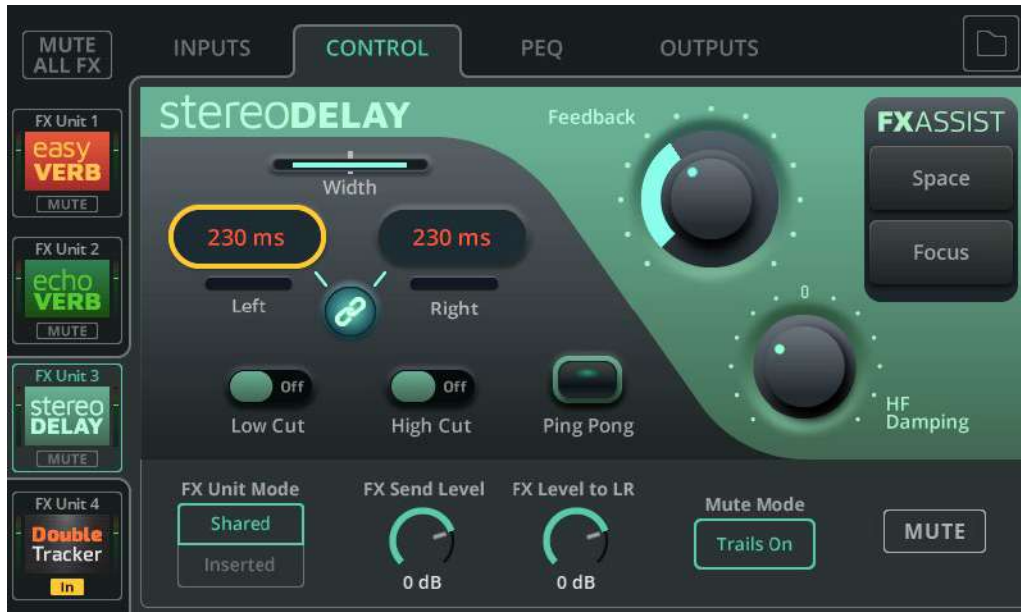 MUTE
ALL FX
INPUTS
CONTROL
PEQ
OUTPUTS
FX Unit 1
easy
VERB
MUTE
FX Unit 2
echo
VERB
MUTE
FX Unit 3
stereo
DELAY
MUTE
FX Unit 4
Double
Tracker
In
stereoDELAY
Width
230 ms
230 ms
Left
Right
Off
Off
Low Cut
High Cut
Ping Pong
Feedback
0
HF
Damping
FXASSIST
Space
Focus
FX Unit Mode
Shared
Inserted
FX Send Level
0 dB
FX Level to LR
0 dB
Mute Mode
Trails On
MUTE